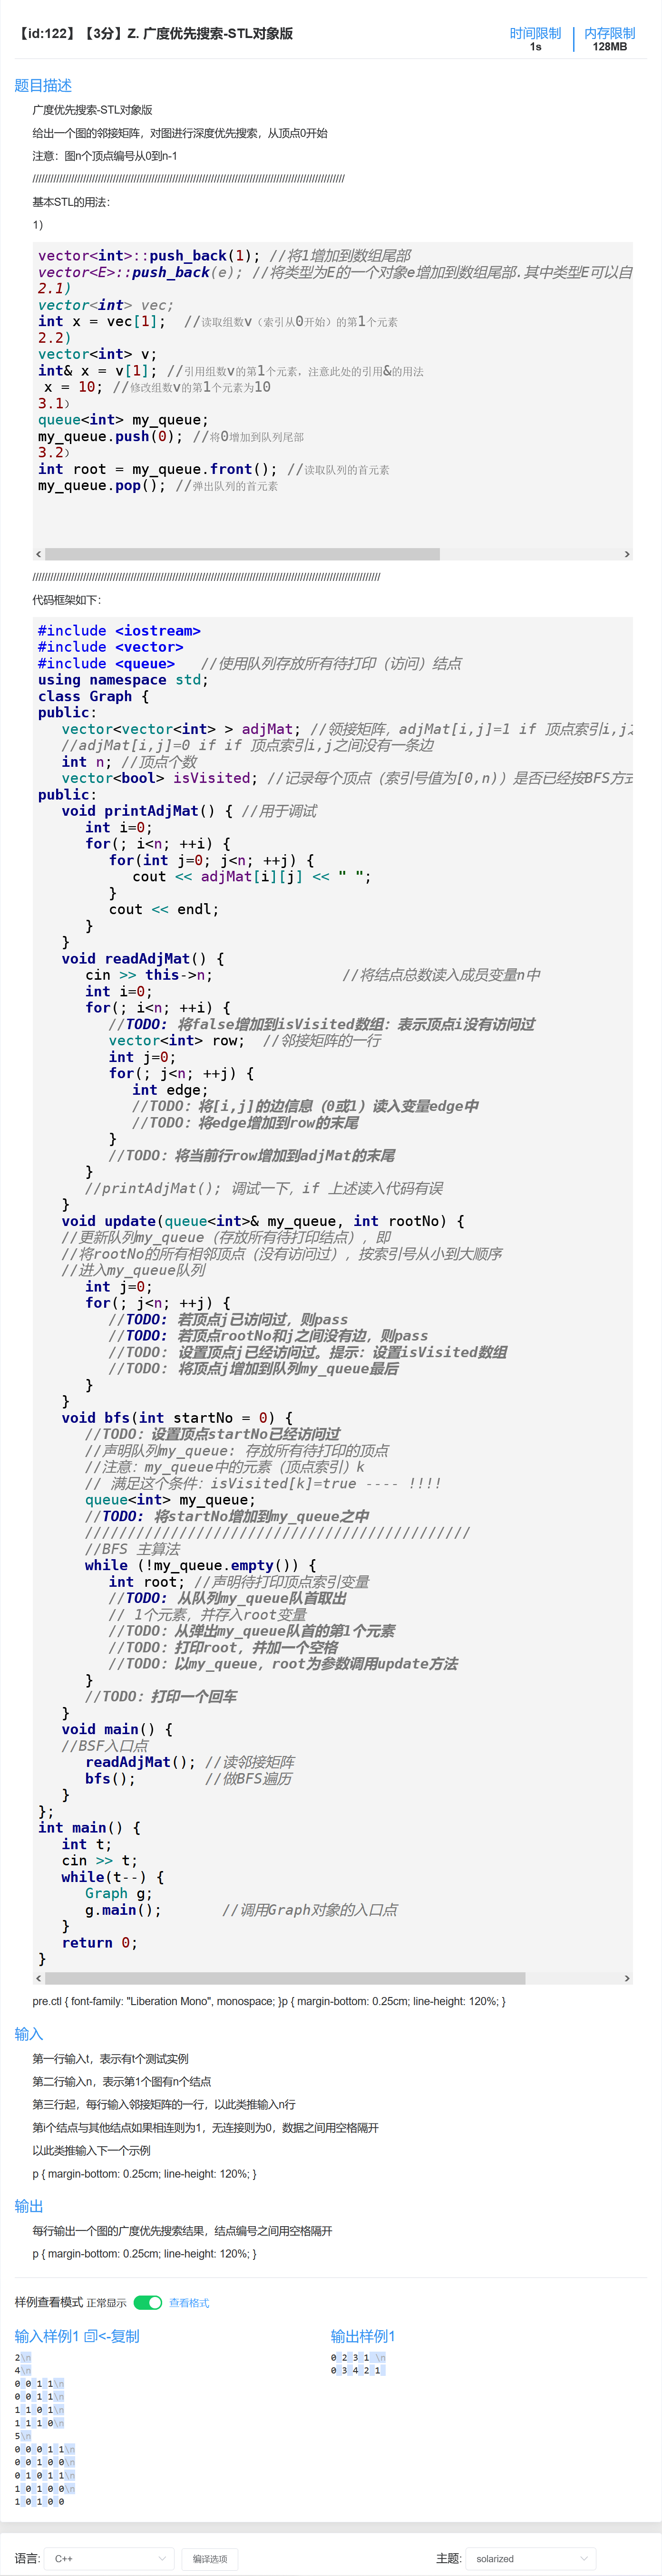 【id:122】【3分】Z. 广度优先搜索-STL对象版
时间限制
1s
内存限制
128MB
题目描述
广度优先搜索-STL对象版
给出一个图的邻接矩阵，对图进行深度优先搜索，从顶点0开始
注意：图n个顶点编号从0到n-1
//////////////////////////////////////////////////////////////////////////////////////////////////////////
基本STL的用法：
1）
vector<int>::push_back(1); //将1增加到数组尾部
vector<E>::push_back(e); //将类型为E的一个对象e增加到数组尾部.其中类型E可以自
2.1)
vector<int> vec;
int x = vec[1];  //读取组数v（索引从0开始）的第1个元素
2.2)
vector<int> v;
int& x = v[1]; //引用组数v的第1个元素，注意此处的引用&的用法
x = 10; //修改组数v的第1个元素为10
3.1）
queue<int> my_queue;
my_queue.push(0); //将0增加到队列尾部
3.2）
int root = my_queue.front(); //读取队列的首元素
my_queue.pop(); //弹出队列的首元素
//////////////////////////////////////////////////////////////////////////////////////////////////////////////////////
代码框架如下：
#include <iostream>
#include <vector>
#include <queue>   //使用队列存放所有待打印（访问）结点
using namespace std;
class Graph {
public:
vector<vector<int> > adjMat; //领接矩阵，adjMat[i,j]=1 if 顶点索引i,j之
//adjMat[i,j]=0 if if 顶点索引i,j之间没有一条边
int n; //顶点个数
vector<bool> isVisited; //记录每个顶点（索引号值为[0,n)）是否已经按BFS方式
public:
void printAdjMat() { //用于调试
int i=0;
for(; i<n; ++i) {
for(int j=0; j<n; ++j) {
cout << adjMat[i][j] << " ";
}
cout << endl;
}
}
void readAdjMat() {
cin >> this->n;               //将结点总数读入成员变量n中
int i=0;
for(; i<n; ++i) {
//TODO: 将false增加到isVisited数组：表示顶点i没有访问过
vector<int> row;  //邻接矩阵的一行
int j=0;
for(; j<n; ++j) {
int edge;
//TODO：将[i,j]的边信息（0或1）读入变量edge中
//TODO：将edge增加到row的末尾
}
//TODO：将当前行row增加到adjMat的末尾
}
//printAdjMat(); 调试一下，if 上述读入代码有误
}
void update(queue<int>& my_queue, int rootNo) {
//更新队列my_queue（存放所有待打印结点），即
//将rootNo的所有相邻顶点（没有访问过），按索引号从小到大顺序
//进入my_queue队列
int j=0;
for(; j<n; ++j) {
//TODO: 若顶点j已访问过，则pass
//TODO: 若顶点rootNo和j之间没有边，则pass
//TODO: 设置顶点j已经访问过。提示：设置isVisited数组
//TODO: 将顶点j增加到队列my_queue最后
}
}
void bfs(int startNo = 0) {
//TODO：设置顶点startNo已经访问过
//声明队列my_queue: 存放所有待打印的顶点
//注意：my_queue中的元素（顶点索引）k
// 满足这个条件：isVisited[k]=true ---- !!!!
queue<int> my_queue;
//TODO: 将startNo增加到my_queue之中
/////////////////////////////////////////////
//BFS 主算法
while (!my_queue.empty()) {
int root; //声明待打印顶点索引变量
//TODO: 从队列my_queue队首取出
// 1个元素，并存入root变量
//TODO：从弹出my_queue队首的第1个元素
//TODO：打印root，并加一个空格
//TODO：以my_queue，root为参数调用update方法
}
//TODO：打印一个回车
}
void main() {
//BSF入口点
readAdjMat(); //读邻接矩阵
bfs();        //做BFS遍历
}
};
int main() {
int t;
cin >> t;
while(t--) {
Graph g;
g.main();       //调用Graph对象的入口点
}
return 0;
}
pre.ctl { font-family: "Liberation Mono", monospace; }p { margin-bottom: 0.25cm; line-height: 120%; }
输入
第一行输入t，表示有t个测试实例
第二行输入n，表示第1个图有n个结点
第三行起，每行输入邻接矩阵的一行，以此类推输入n行
第i个结点与其他结点如果相连则为1，无连接则为0，数据之间用空格隔开
以此类推输入下一个示例
p { margin-bottom: 0.25cm; line-height: 120%; }
输出
每行输出一个图的广度优先搜索结果，结点编号之间用空格隔开
p { margin-bottom: 0.25cm; line-height: 120%; }
样例查看模式 正常显示 查看格式
输入样例1 <-复制
2\n
4\n
0 0 1 1\n
0 0 1 1\n
1 1 0 1\n
1 1 1 0\n
5\n
0 0 0 1 1\n
0 0 1 0 0\n
0 1 0 1 1\n
1 0 1 0 0\n
1 0 1 0 0
输出样例1
0 2 3 1 \n
0 3 4 2 1
语言: C++ 编译选项 主题: solarized